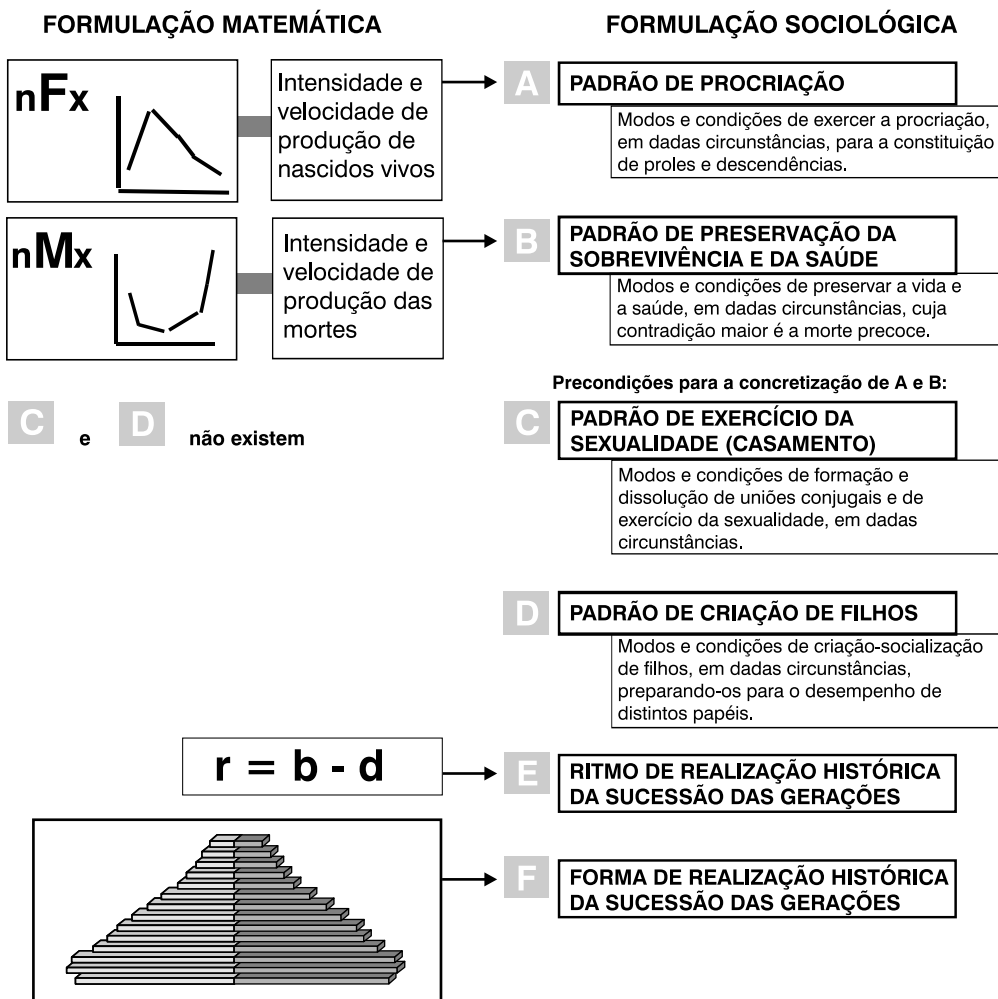 FORMULAÇÃO MATEMÁTICA
FORMULAÇÃO SOCIOLÓGICA
nFx
Intensidade e
velocidade de
produção de
nascidos vivos
A
PADRÃO DE PROCRIAÇÃO
Modos e condições de exercer a procriação,
em dadas circunstâncias, para a constituição
de proles e descendências.
nMx
Intensidade e
velocidade de
produção das
mortes
B
PADRÃO DE PRESERVAÇÃO DA
SOBREVIVÊNCIA E DA SAÚDE
Modos e condições de preservar a vida e
a saúde, em dadas circunstâncias, cuja
contradição maior é a morte precoce.
Precondições para a concretização de A e B:
C e D não existem
C
PADRÃO DE EXERCÍCIO DA
SEXUALIDADE (CASAMENTO)
Modos e condições de formação e
dissolução de uniões conjugais e de
exercício da sexualidade, em dadas
circunstâncias.
D
PADRÃO DE CRIAÇÃO DE FILHOS
Modos e condições de criação-socialização
de filhos, em dadas circunstâncias,
preparando-os para o desempenho de
distintos papéis.
r = b - d
E
RITMO DE REALIZAÇÃO HISTÓRICA
DA SUCESSÃO DAS GERAÇÕES
F
FORMA DE REALIZAÇÃO HISTÓRICA
DA SUCESSÃO DAS GERAÇÕES